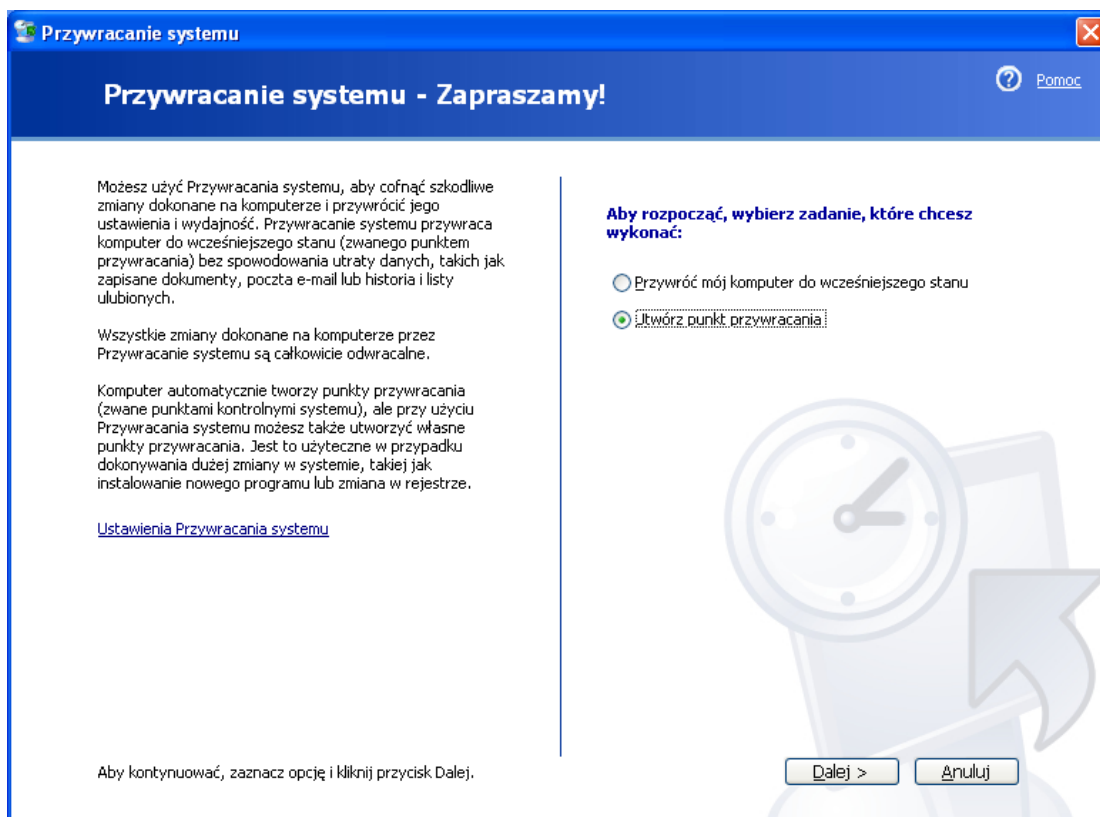 Przywracanie systemu
Przywracanie systemu - Zapraszamy!
Pomoc
Możesz użyć Przywracania systemu, aby cofnąć szkodliwe
zmiany dokonane na komputerze i przywrócić jego
ustawienia i wydajność. Przywracanie systemu przywraca
komputer do wcześniejszego stanu (zwanego punktem
przywracania) bez spowodowania utraty danych, takich jak
zapisane dokumenty, poczta e-mail lub historia i listy
ulubionych.
Wszystkie zmiany dokonane na komputerze przez
Przywracanie systemu są całkowicie odwracalne.
Komputer automatycznie tworzy punkty przywracania
(zwane punktami kontrolnymi systemu), ale przy użyciu
Przywracania systemu możesz także utworzyć własne
punkty przywracania. Jest to użyteczne w przypadku
dokonywania dużej zmiany w systemie, takiej jak
instalowanie nowego programu lub zmiana w rejestrze.
Ustawienia Przywracania systemu
Aby kontynuować, zaznacz opcję i kliknij przycisk Dalej.
Aby rozpocząć, wybierz zadanie, które chcesz
wykonać:
Przywróć mój komputer do wcześniejszego stanu
Utwórz punkt przywracania
Dalej >
Anuluj